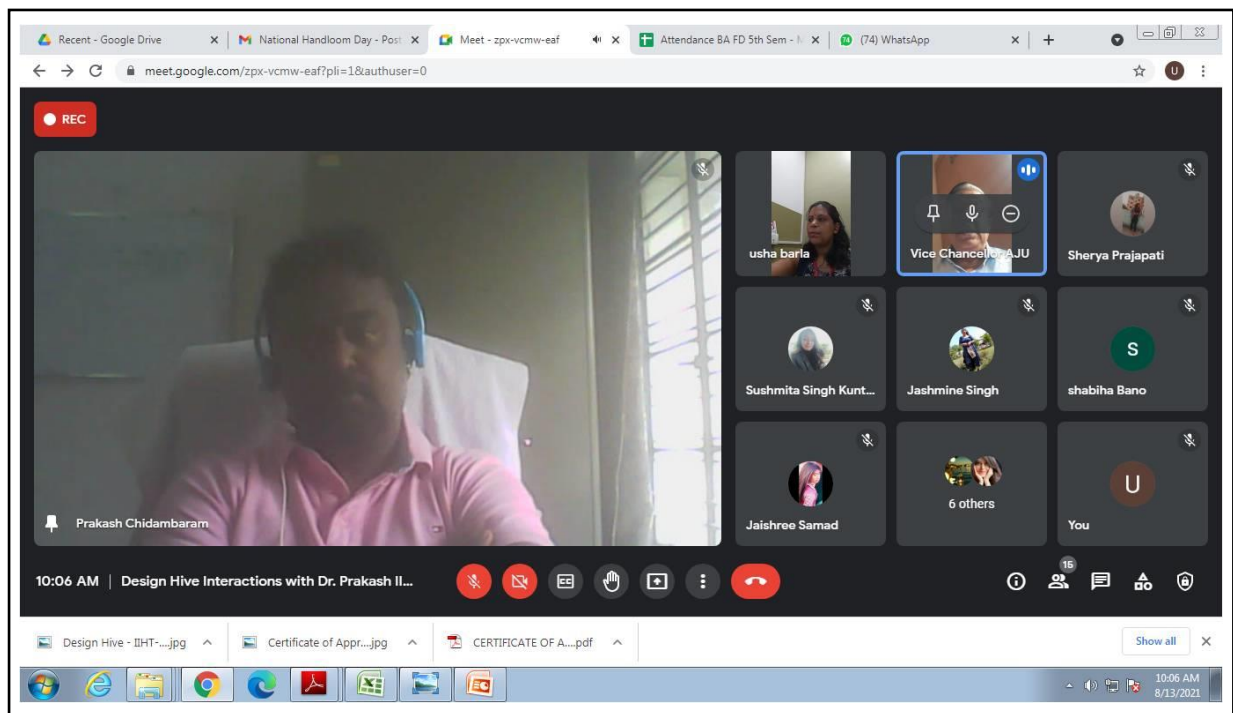 Recent - Google Drive
National Handloom Day - Post
Meet - zpx-vcmw-eaf
Attendance BA FD 5th Sem -
(74) WhatsApp
meet.google.com/zpx-vcmw-eaf?pli=1&authuser=0
U
REC
usha barla
Vice Chancellor AJU
Sherya Prajapati
Sushmita Singh Kunt...
Jashmine Singh
S
shabiha Bano
Prakash Chidambaram
Jaishree Samad
6 others
U
You
10:06 AM | Design Hive Interactions with Dr. Prakash II...
CC
15
Design Hive - IIHT-....jpg
Certificate of Appr....jpg
CERTIFICATE OF A....pdf
Show all
10:06 AM
8/13/2021